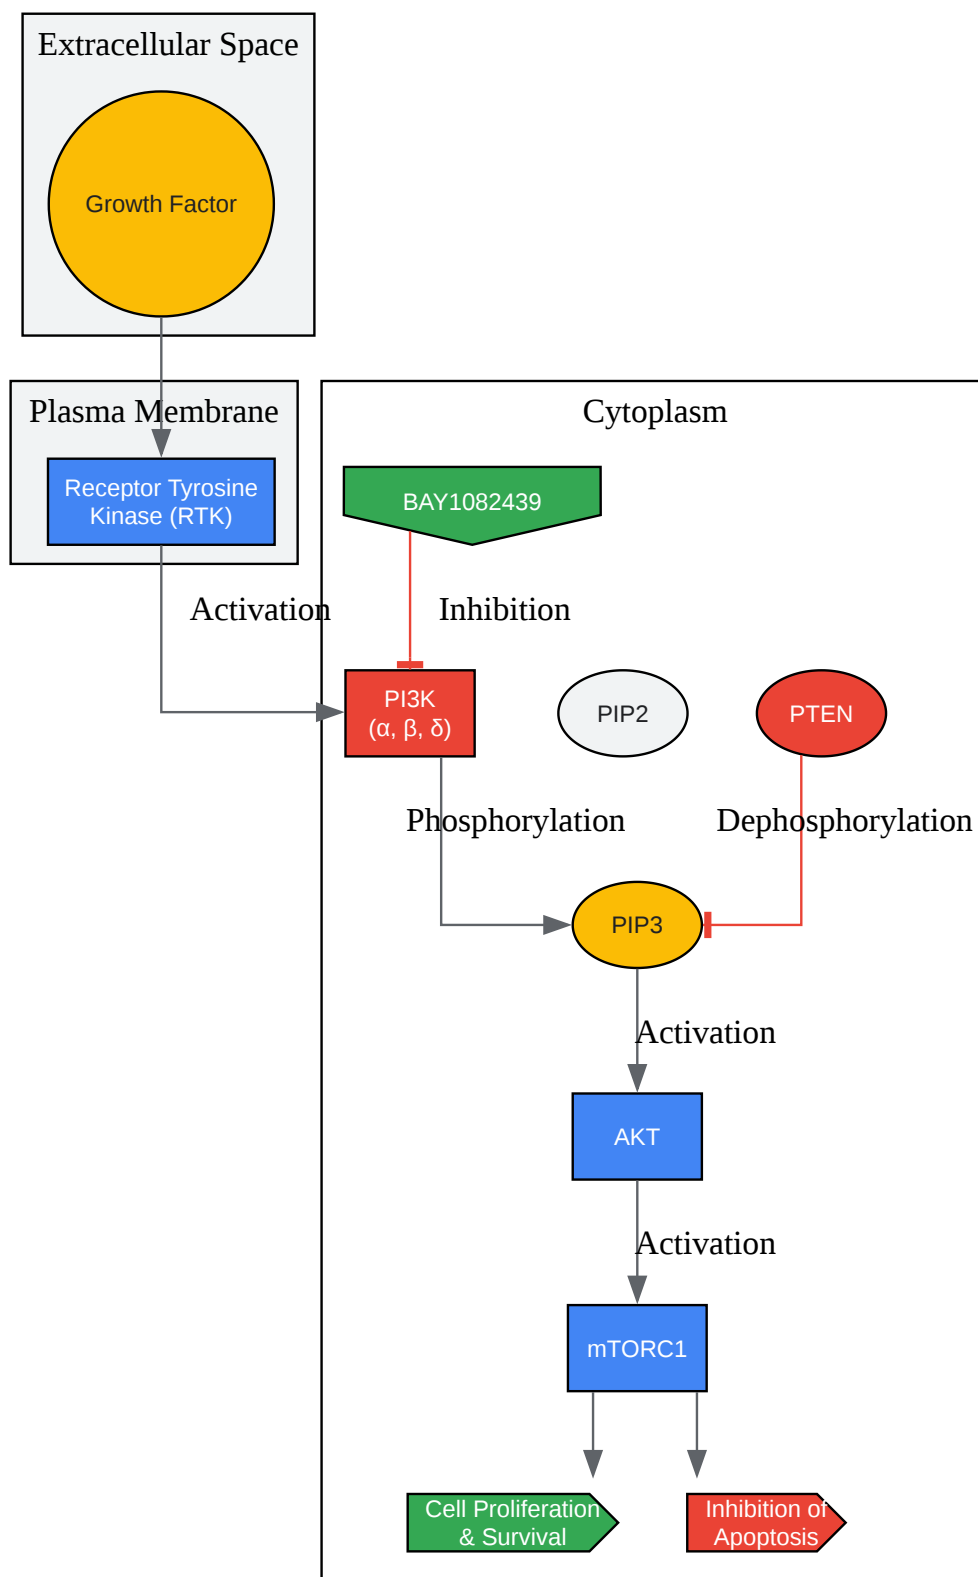 Extracellular Space
Growth Factor
Plasma Membrane
Cytoplasm
Receptor Tyrosine
Kinase (RTK)
BAY1082439
Activation
Inhibition
PI3K
(α, β, δ)
PIP2
PTEN
Phosphorylation
Dephosphorylation
PIP3
Activation
AKT
Activation
mTORC1
Cell Proliferation
& Survival
Inhibition of
Apoptosis